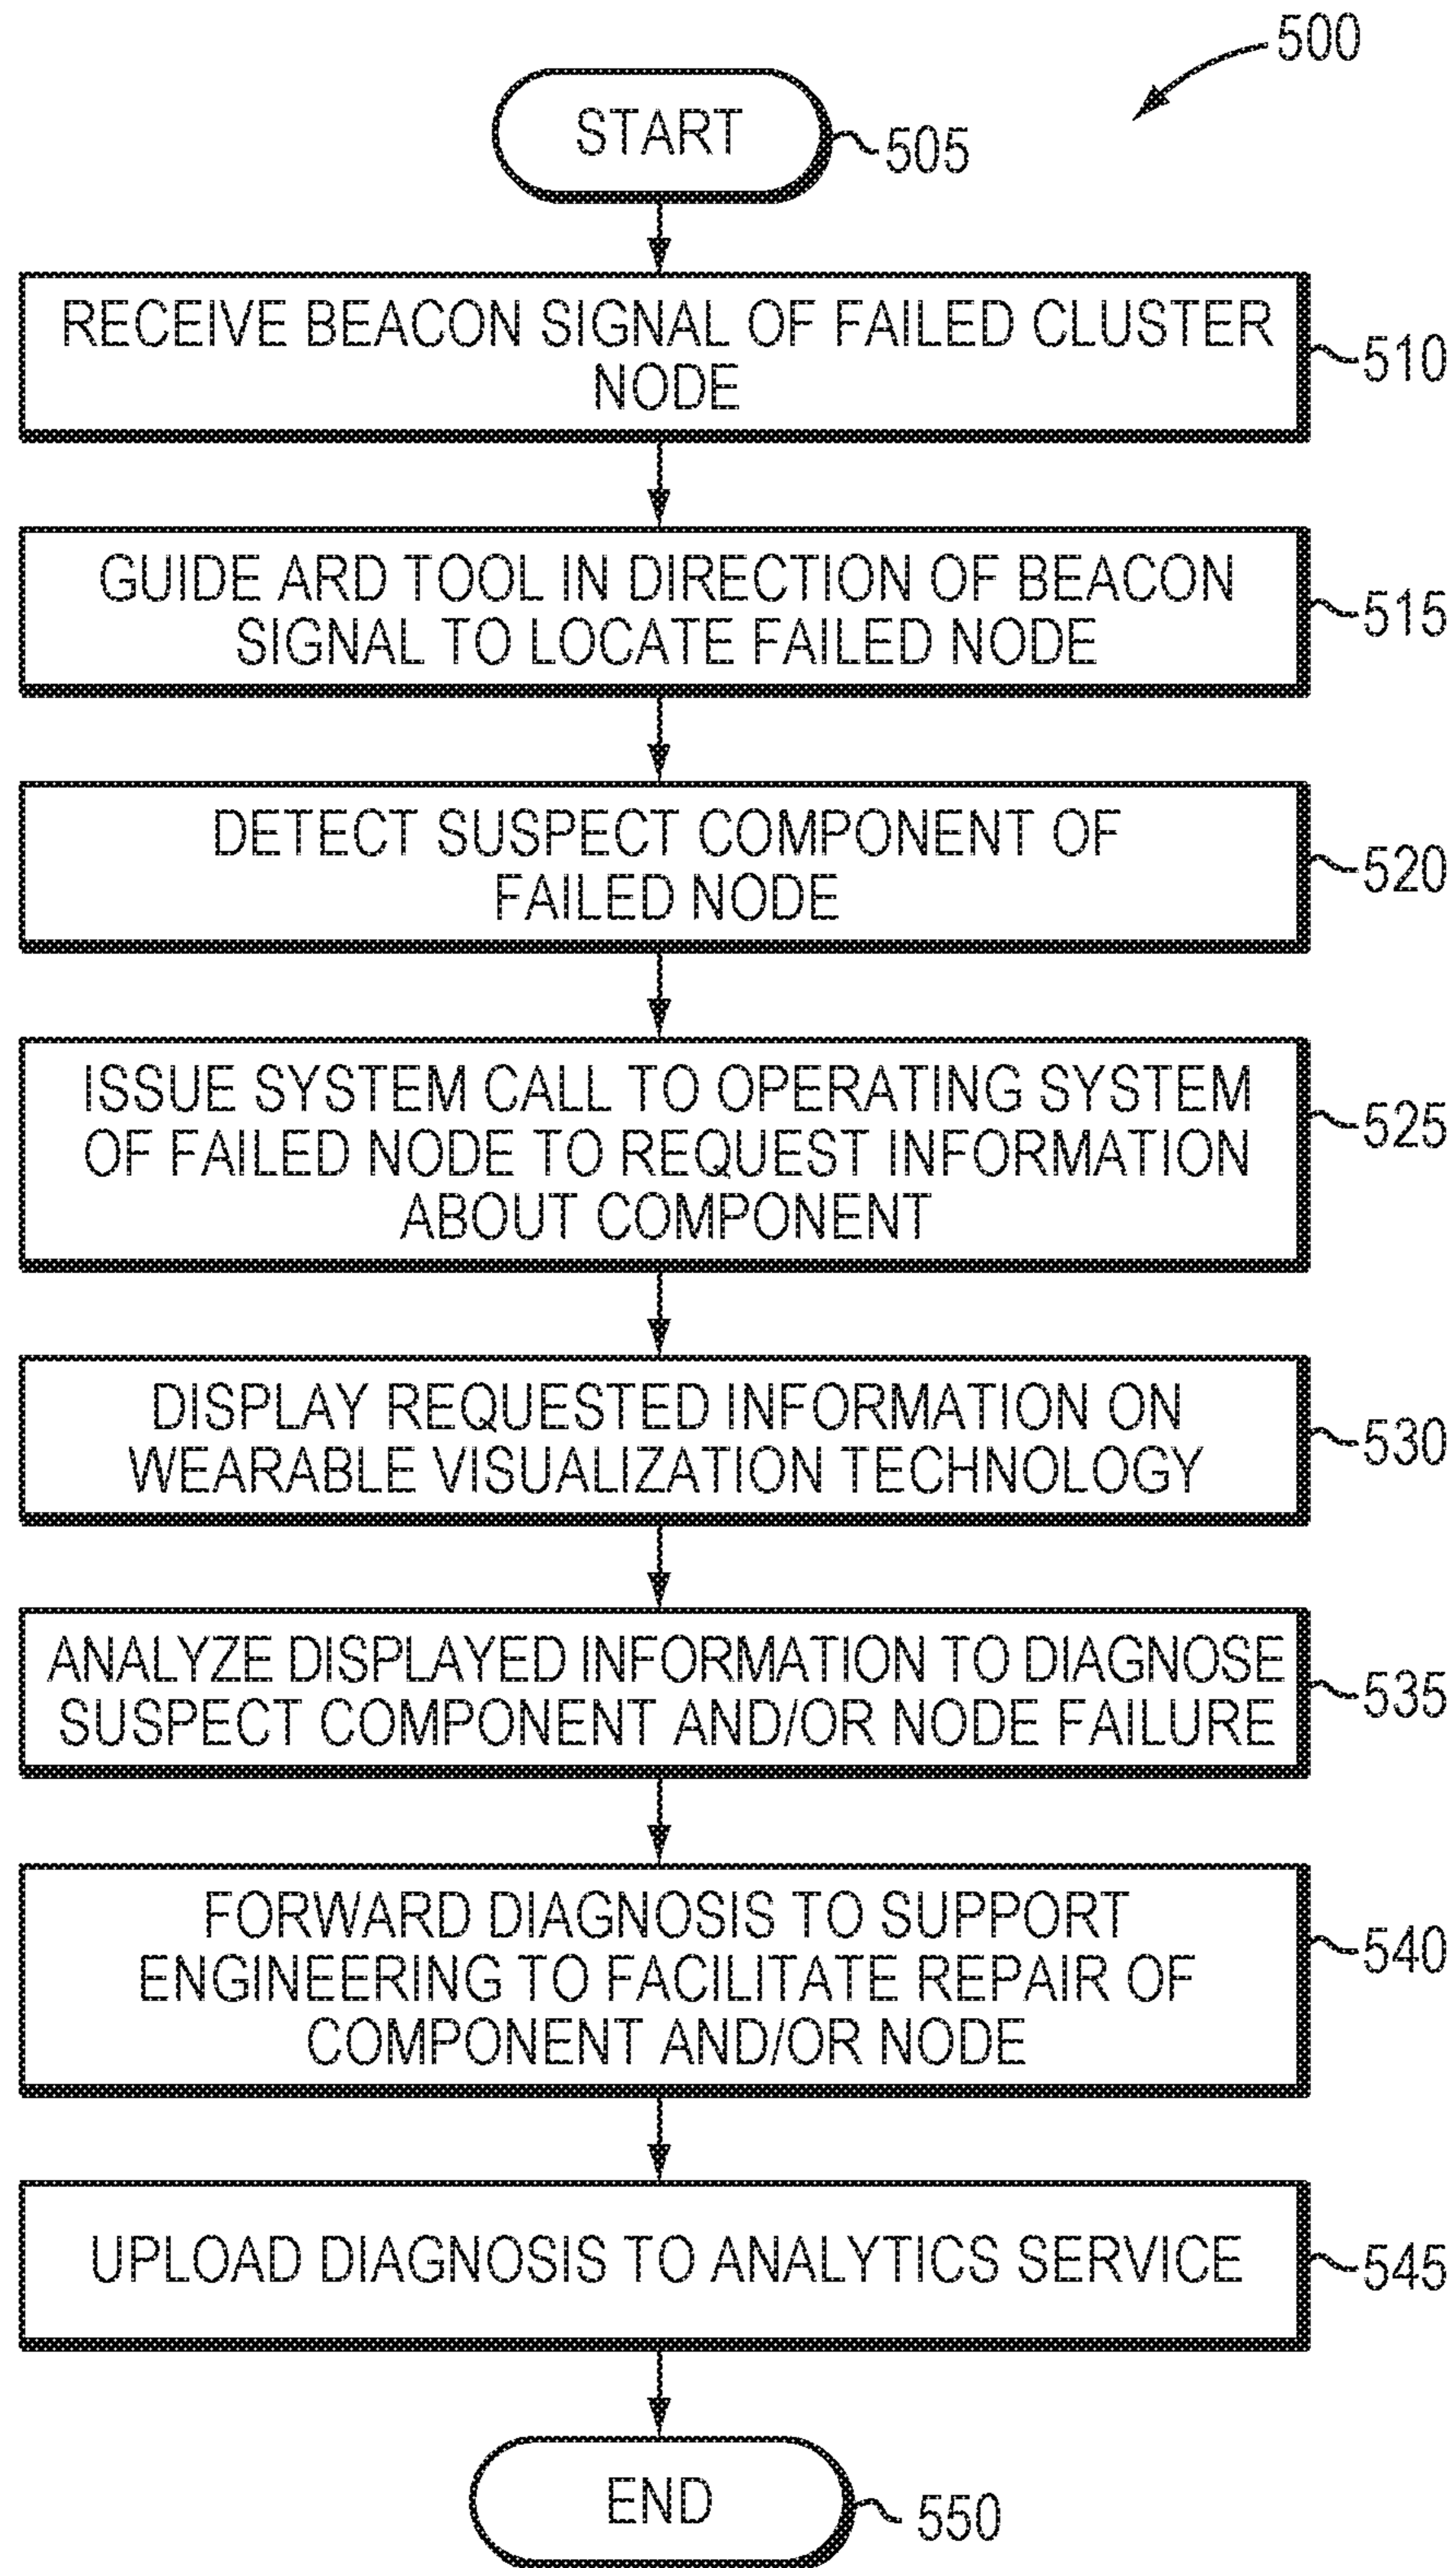 500
START
505
RECEIVE BEACON SIGNAL OF FAILED CLUSTER
NODE
510
GUIDE ARD TOOL IN DIRECTION OF BEACON
SIGNAL TO LOCATE FAILED NODE
515
DETECT SUSPECT COMPONENT OF
FAILED NODE
520
ISSUE SYSTEM CALL TO OPERATING SYSTEM
OF FAILED NODE TO REQUEST INFORMATION
ABOUT COMPONENT
525
DISPLAY REQUESTED INFORMATION ON
WEARABLE VISUALIZATION TECHNOLOGY
530
ANALYZE DISPLAYED INFORMATION TO DIAGNOSE
SUSPECT COMPONENT AND/OR NODE FAILURE
535
FORWARD DIAGNOSIS TO SUPPORT
ENGINEERING TO FACILITATE REPAIR OF
COMPONENT AND/OR NODE
540
UPLOAD DIAGNOSIS TO ANALYTICS SERVICE
545
END
550